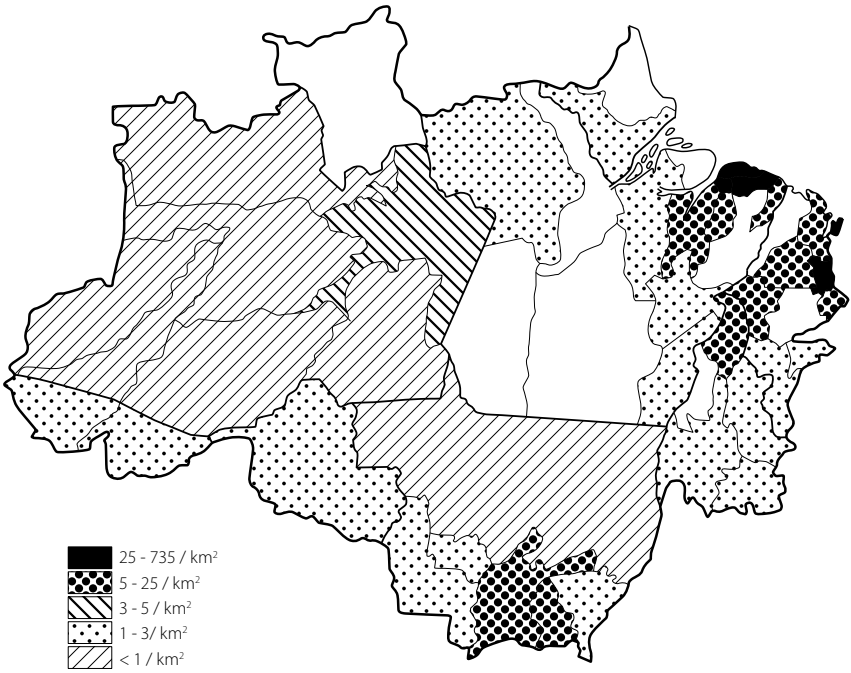 25 - 735 / km²
5 - 25 / km²
3 - 5 / km²
1 - 3/ km²
< 1 / km²